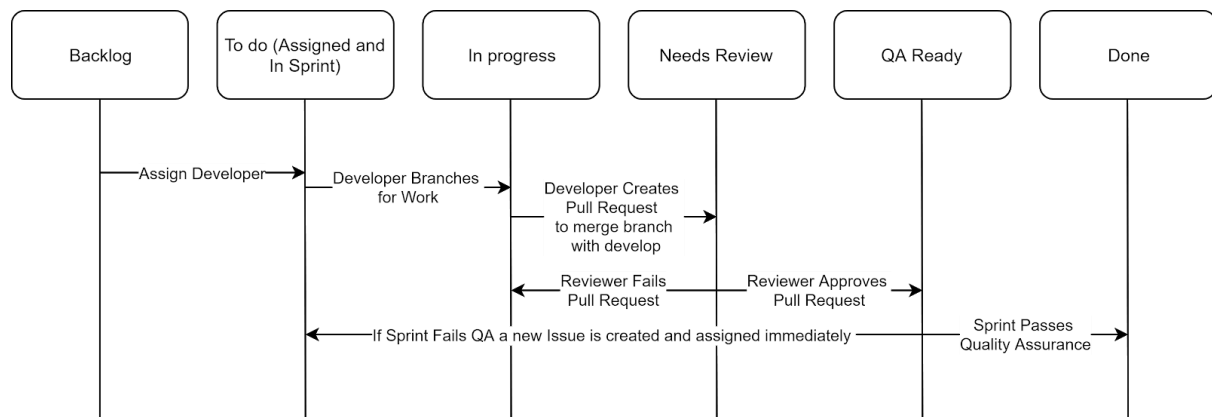 Backlog
To do (Assigned and
In Sprint)
In progress
Needs Review
QA Ready
Done
Assign Developer
Developer Branches
for Work
Developer Creates
Pull Request
to merge branch
with develop
Reviewer Fails
Pull Request
Reviewer Approves
Pull Request
If Sprint Fails QA a new Issue is created and assigned immediately
Sprint Passes
Quality Assurance